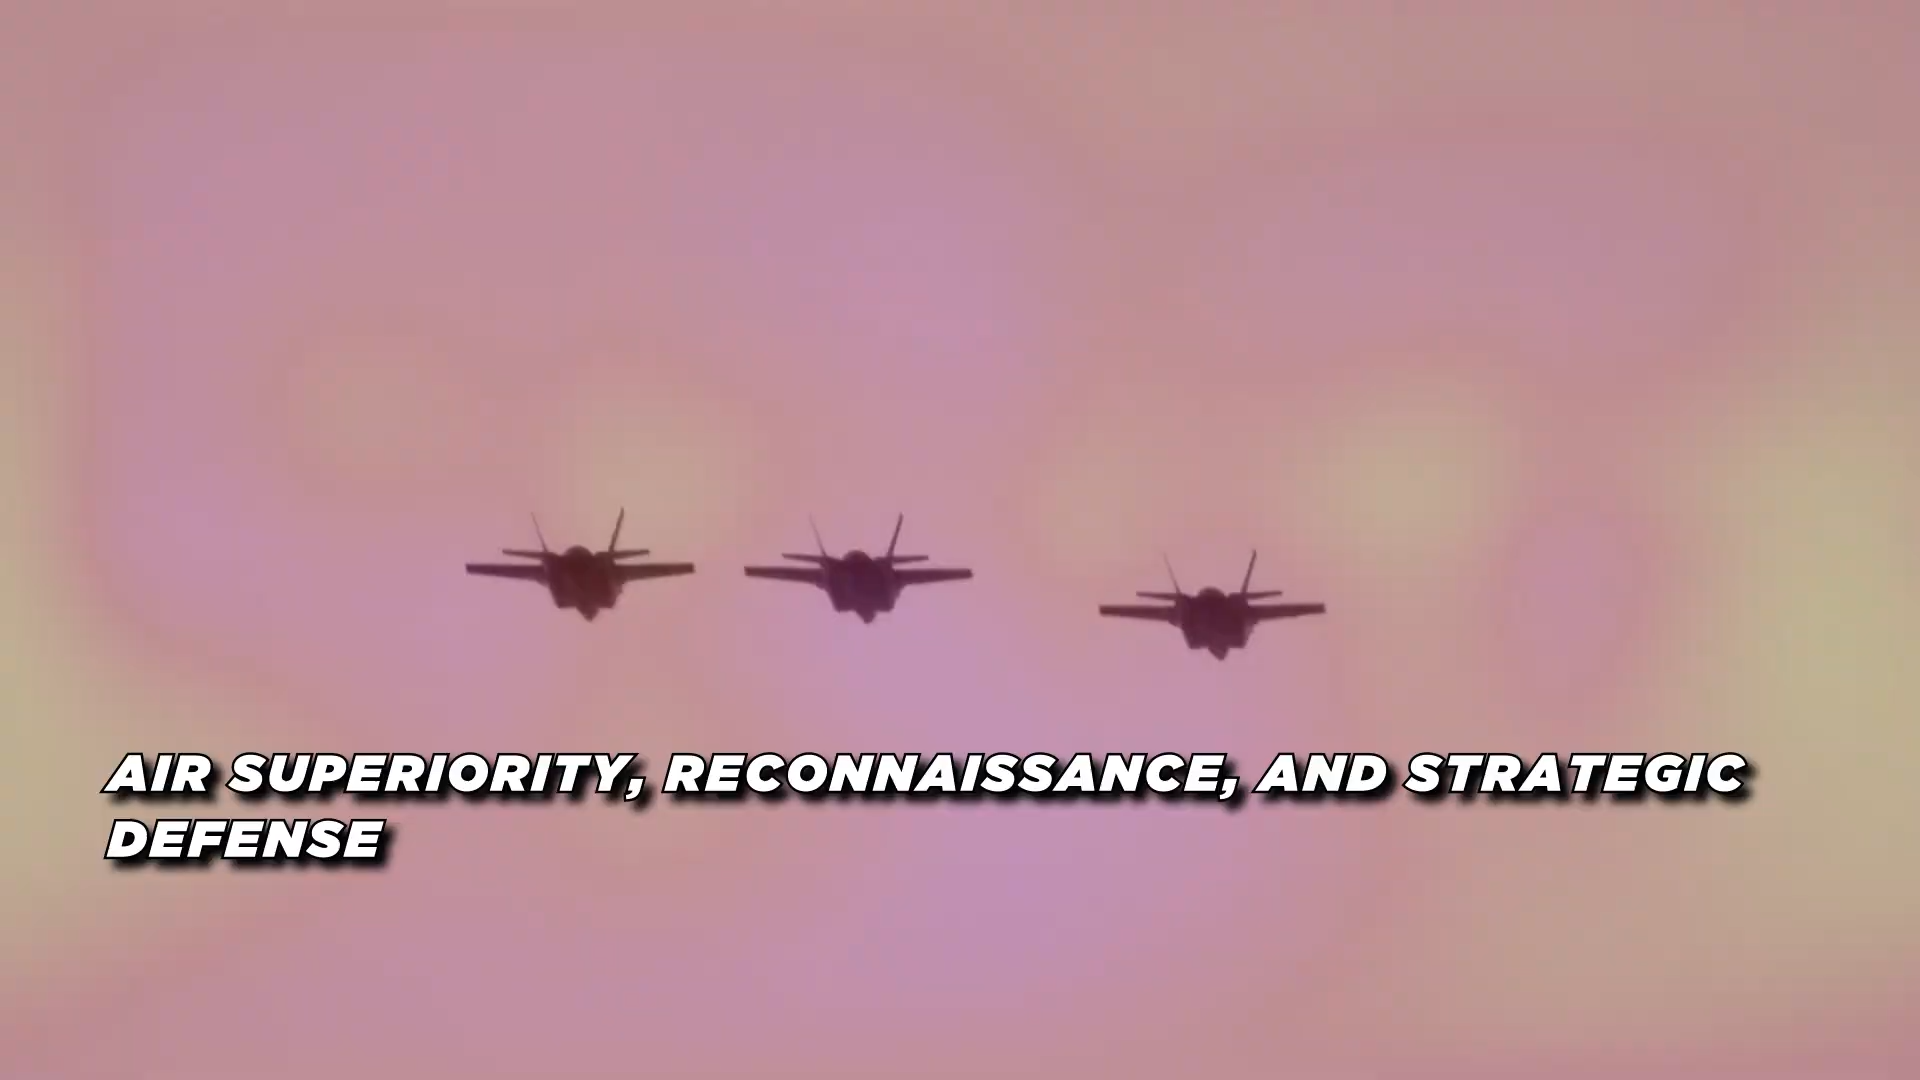 AIR SUPERIORITY, RECONNAISSANCE, AND STRATEGIC
DEFENSE